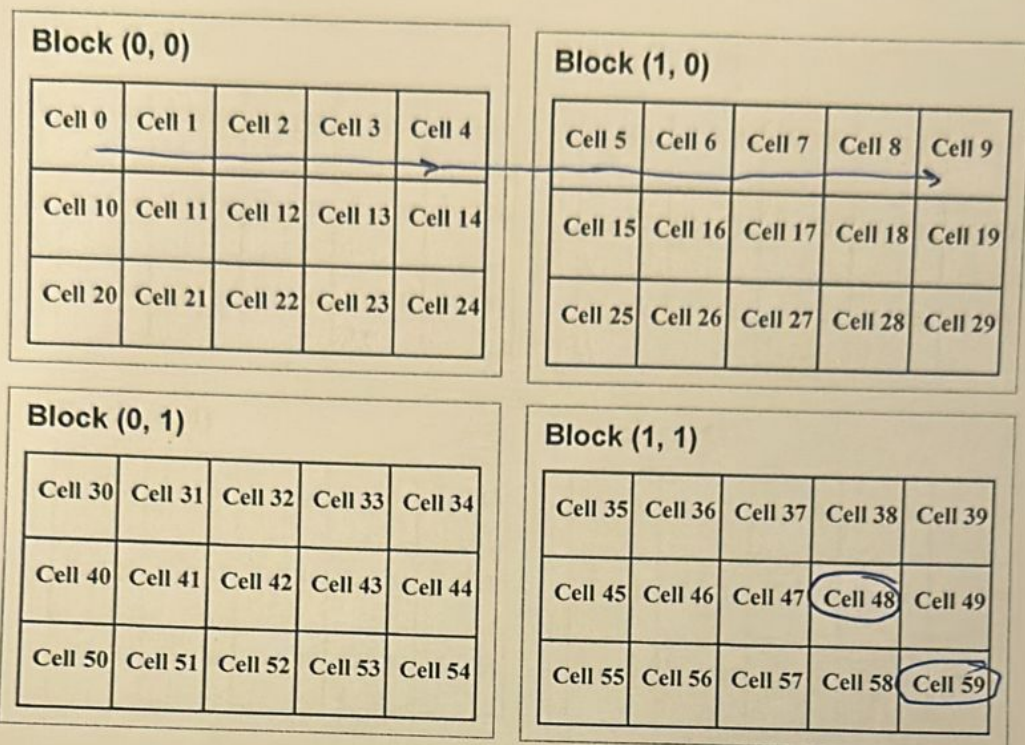 Block (0, 0)
Cell 0 Cell 1 Cell 2 Cell 3 Cell 4
Cell 10 Cell 11 Cell 12 Cell 13 Cell 14
Cell 20 Cell 21 Cell 22 Cell 23 Cell 24
Block (1, 0)
Cell 5 Cell 6 Cell 7 Cell 8 Cell 9
Cell 15 Cell 16 Cell 17 Cell 18 Cell 19
Cell 25 Cell 26 Cell 27 Cell 28 Cell 29
Block (0, 1)
Cell 30 Cell 31 Cell 32 Cell 33 Cell 34
Cell 40 Cell 41 Cell 42 Cell 43 Cell 44
Cell 50 Cell 51 Cell 52 Cell 53 Cell 54
Block (1, 1)
Cell 35 Cell 36 Cell 37 Cell 38 Cell 39
Cell 45 Cell 46 Cell 47 Cell 48 Cell 49
Cell 55 Cell 56 Cell 57 Cell 58 Cell 59